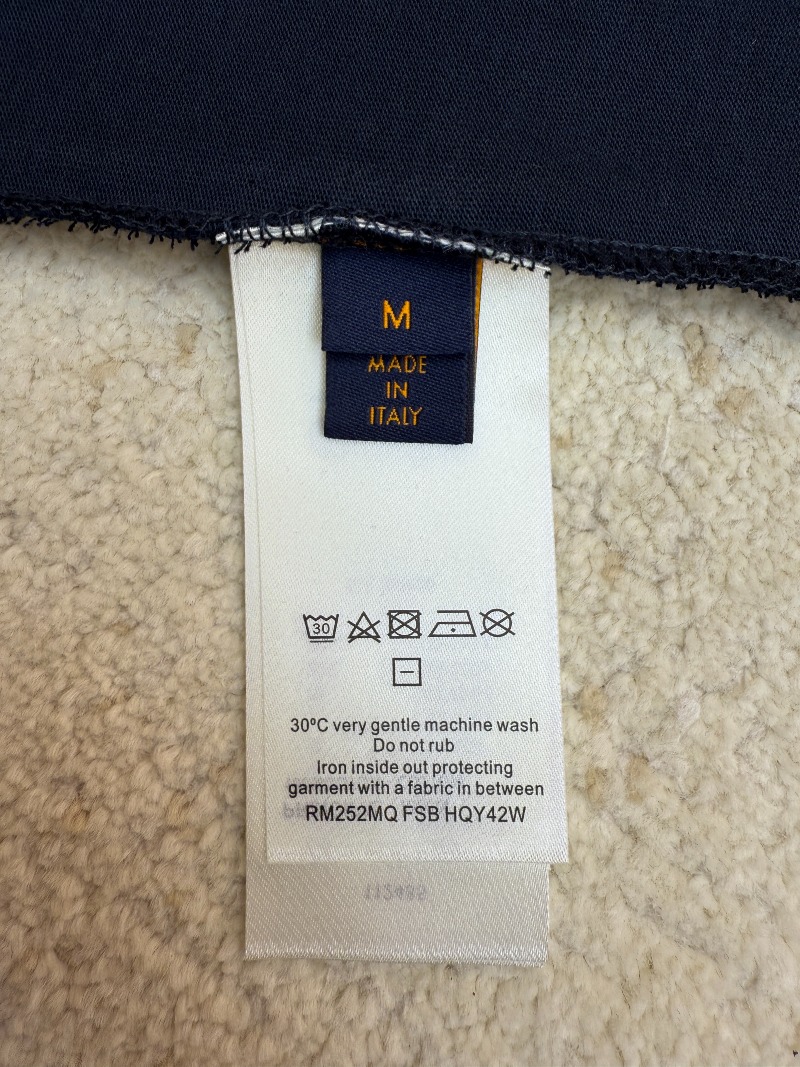 M
MADE
IN
ITALY
30
30ºC very gentle machine wash
Do not rub
Iron inside out protecting
garment with a fabric in between
RM252MQ FSB HQY42W